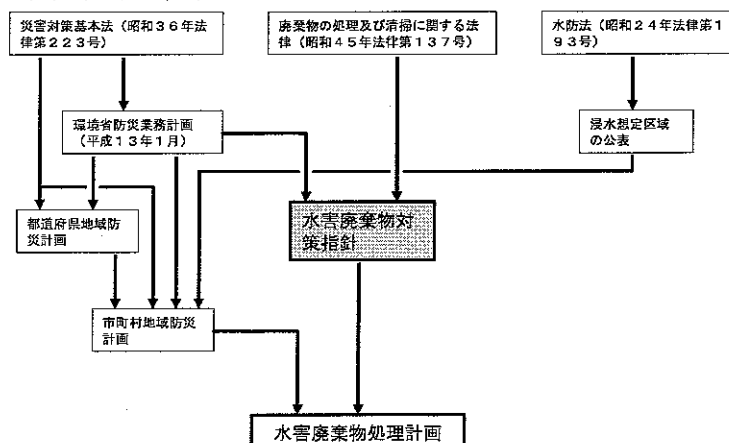 災害対策基本法（昭和３６年法
律第２２３号）
廃棄物の処理及び清掃に関する法
律（昭和４５年法律第１３７号）
水防法（昭和２４年法律第１
９３号）
環境省防災業務計画
（平成１３年１月）
浸水想定区域
の公表
都道府県地域防
災計画
水害廃棄物対
策指針
市町村地域防災
計画
水害廃棄物処理計画